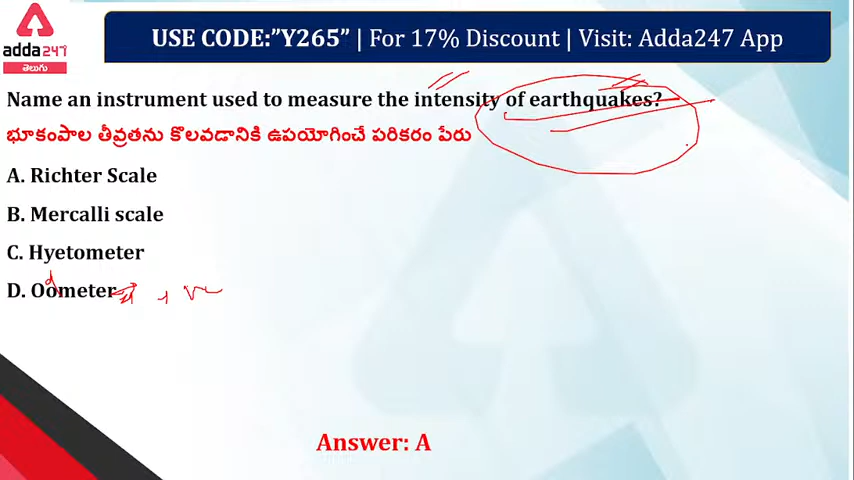 adda247
తెలుగు
USE CODE:”Y265” | For 17% Discount | Visit: Adda247 App
Name an instrument used to measure the intensity of earthquakes?
భూకంపాల తీవ్రతను కొలవడానికి ఉపయోగించే పరికరం పేరు
A. Richter Scale
B. Mercalli scale
C. Hyetometer
D. Oometer
Answer: A